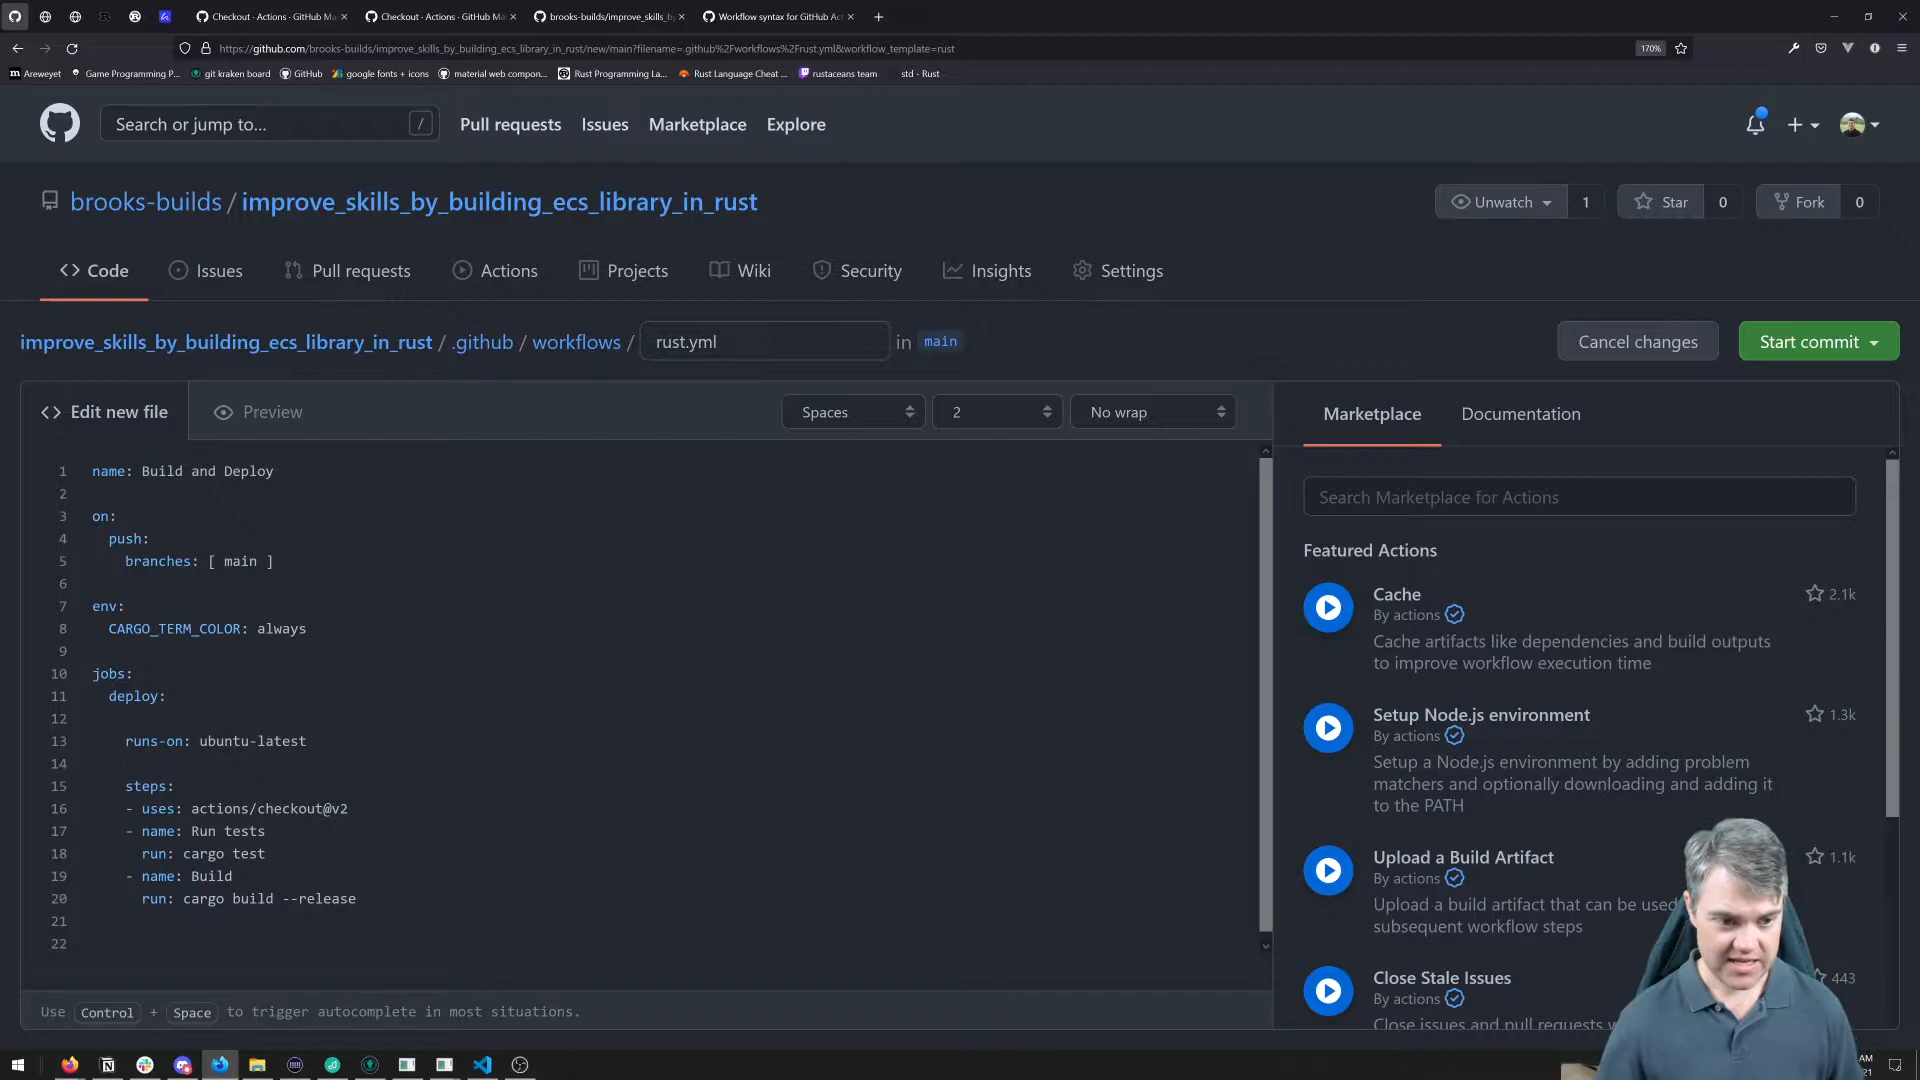 Checkout · Actions · GitHub Ma
Checkout · Actions · GitHub Ma
brooks-builds/improve_skills_by
Workflow syntax for GitHub Ac
https://github.com/brooks-builds/improve_skills_by_building_ecs_library_in_rust/new/main?filename=.github%2Fworkflows%2Frust.yml&workflow_template=rust
170%
Areweyet
Game Programming P...
git kraken board
GitHub
google fonts + icons
material web compon...
Rust Programming La...
Rust Language Cheat ...
rustaceans team
std - Rust
Search or jump to...
/
Pull requests
Issues
Marketplace
Explore
brooks-builds / improve_skills_by_building_ecs_library_in_rust
Unwatch
1
Star
0
Fork
0
Code
Issues
Pull requests
Actions
Projects
Wiki
Security
Insights
Settings
improve_skills_by_building_ecs_library_in_rust / .github / workflows / rust.yml in main
Cancel changes
Start commit
Edit new file
Preview
Spaces
2
No wrap
1 name: Build and Deploy
2
3 on:
4 push:
5 branches: [ main ]
6
7 env:
8 CARGO_TERM_COLOR: always
9
10 jobs:
11 deploy:
12
13 runs-on: ubuntu-latest
14
15 steps:
16 - uses: actions/checkout@v2
17 - name: Run tests
18 run: cargo test
19 - name: Build
20 run: cargo build --release
21
22
Use Control + Space to trigger autocomplete in most situations.
Marketplace
Documentation
Search Marketplace for Actions
Featured Actions
Cache
2.1k
By actions
Cache artifacts like dependencies and build outputs
to improve workflow execution time
Setup Node.js environment
1.3k
By actions
Setup a Node.js environment by adding problem
matchers and optionally downloading and adding it
to the PATH
Upload a Build Artifact
1.1k
By actions
Upload a build artifact that can be used
subsequent workflow steps
Close Stale Issues
443
By actions
Close issues and pull requests
AM
21